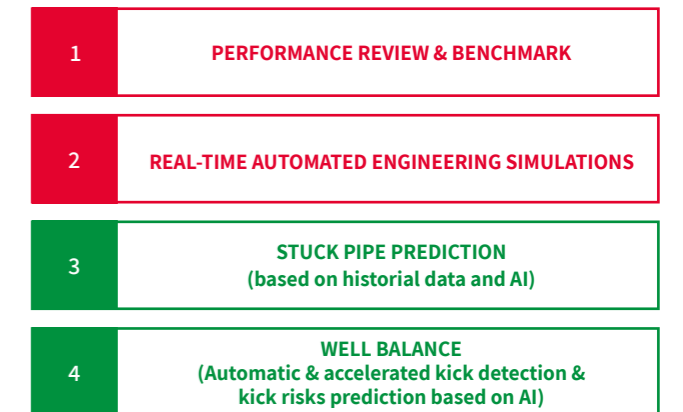 1
PERFORMANCE REVIEW & BENCHMARK
2
REAL-TIME AUTOMATED ENGINEERING SIMULATIONS
3
STUCK PIPE PREDICTION
(based on historial data and AI)
4
WELL BALANCE
(Automatic & accelerated kick detection &
kick risks prediction based on AI)